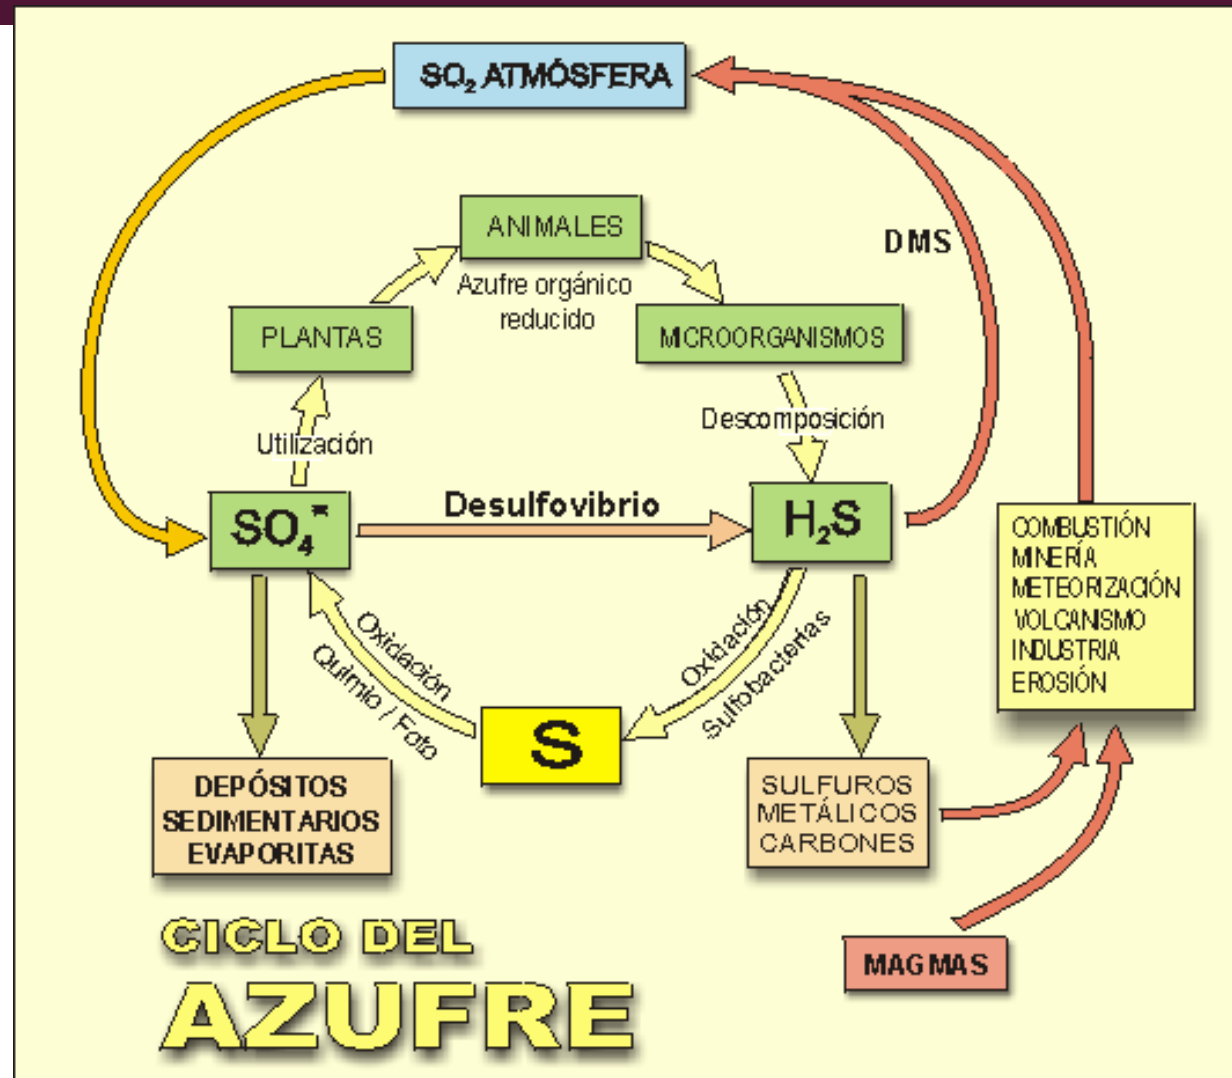 SO₂ ATMÓSFERA
ANIMALES
DMS
Azufre orgánico
reducido
PLANTAS
MICROORGANISMOS
Utilización
Descomposición
SO₄⁼
Desulfovibrio
H₂S
COMBUSTIÓN
MINERÍA
METEORIZACIÓN
VOLCANISMO
INDUSTRIA
EROSIÓN
Oxidación
Químio / Foto
Oxidación
Sulfobacterias
S
DEPÓSITOS
SEDIMENTARIOS
EVAPORITAS
SULFUROS
METÁLICOS
CARBONES
CICLO DEL
AZUFRE
MAGMAS